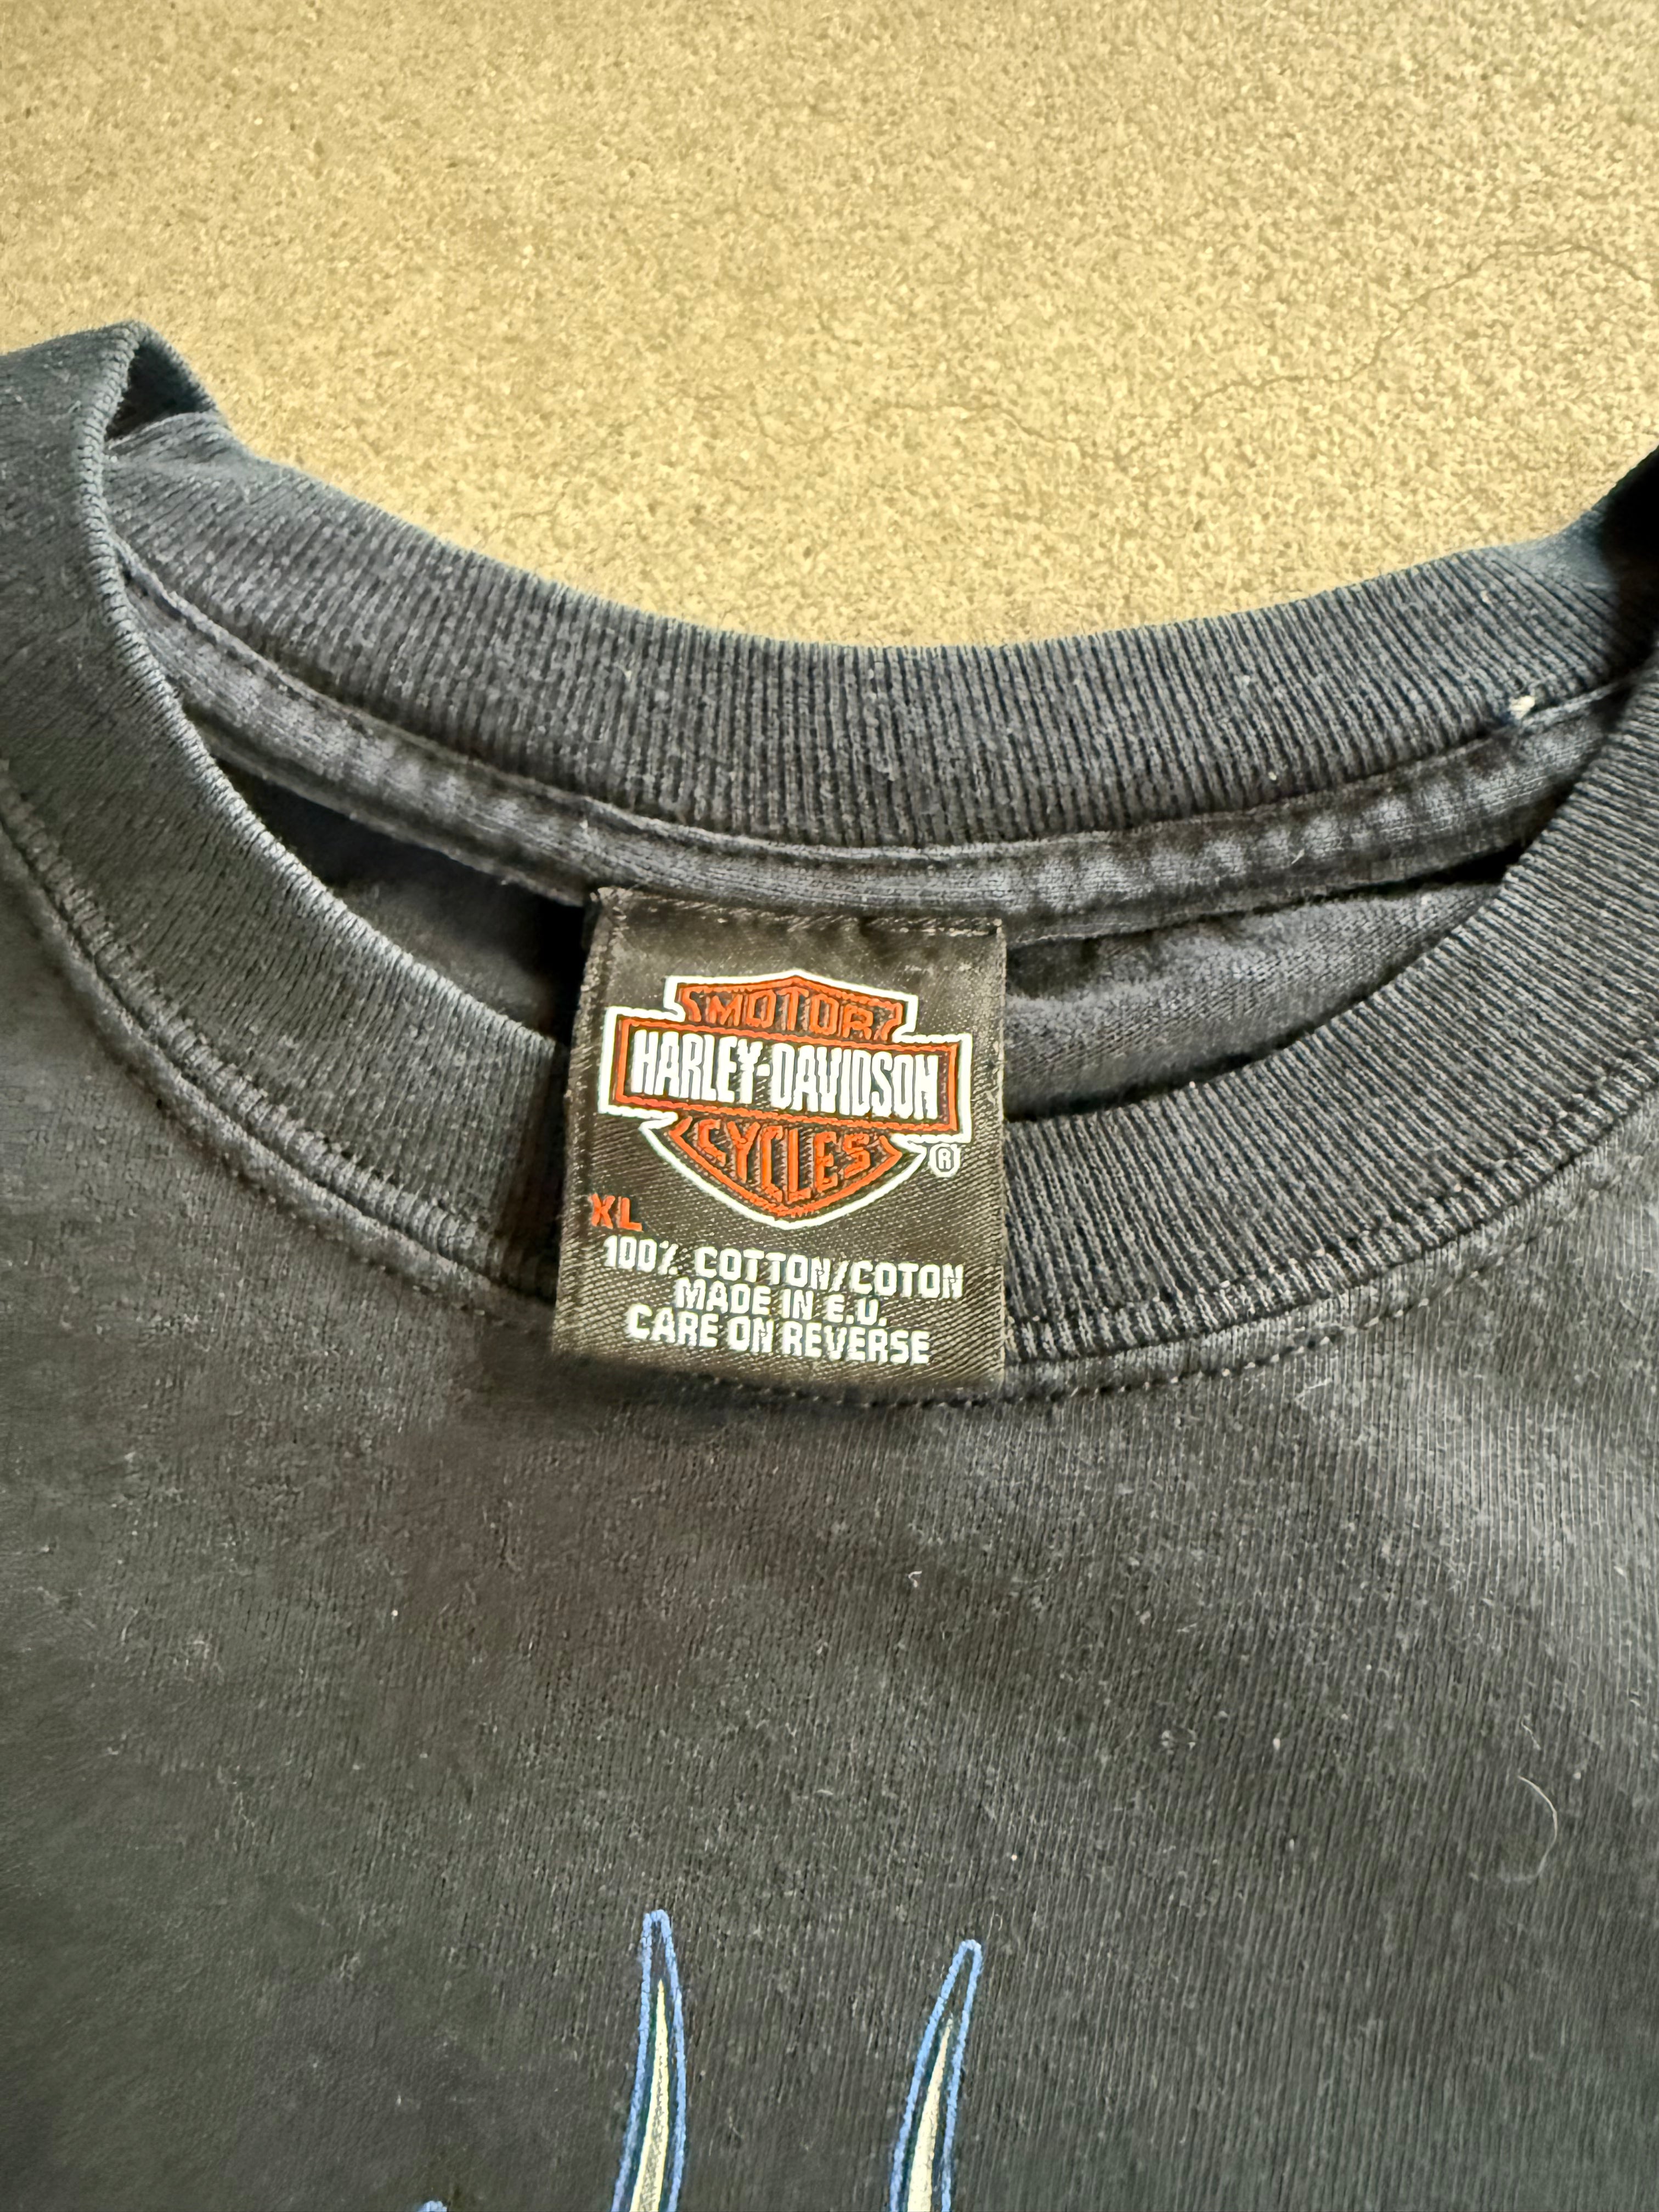 MOTOR
HARLEY-DAVIDSON
CYCLES
®
XL
100% COTTON/COTON
MADE IN E.U.
CARE ON REVERSE